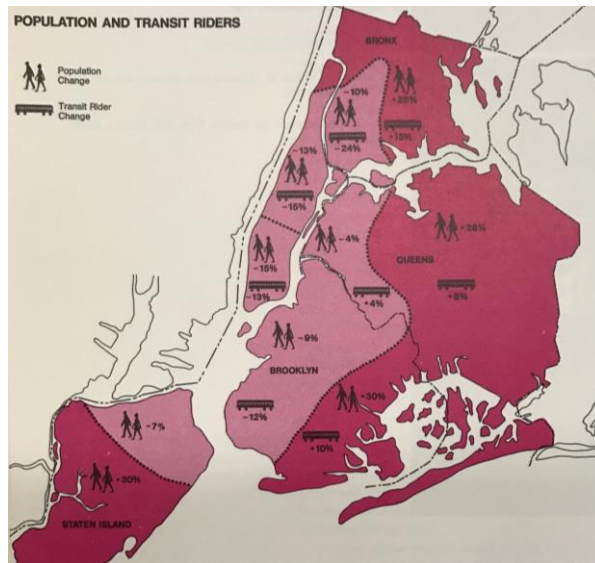 POPULATION AND TRANSIT RIDERS
Population
Change
Transit Rider
Change
BRONX
-10%
+26%
-24%
+15%
-13%
-15%
-15%
-13%
-4%
+26%
QUEENS
+4%
+5%
-9%
BROOKLYN
+30%
-12%
+10%
-7%
+30%
STATEN ISLAND